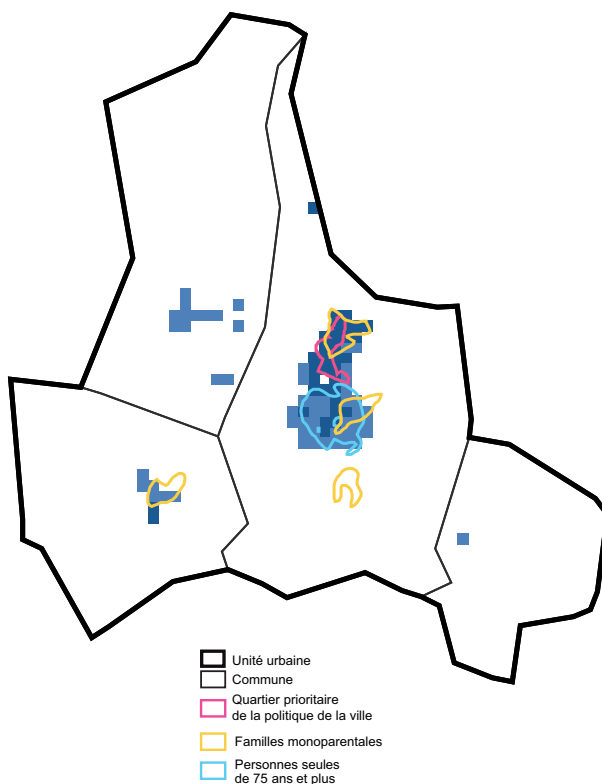 Unité urbaine
Commune
Quartier prioritaire
de la politique de la ville
Familles monoparentales
Personnes seules
de 75 ans et plus